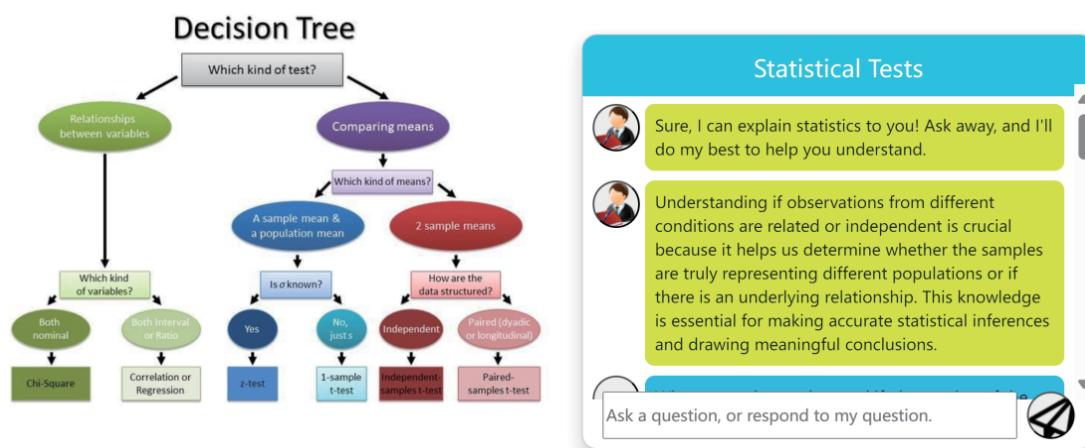 Decision Tree
Which kind of test?
Relationships
between variables
Comparing means
Which kind of means?
A sample mean &
a population mean
2 sample means
Which kind
of variables?
Is σ known?
How are the
data structured?
Both
nominal
Both Interval
or Ratio
Yes
No,
just s
Independent
Paired (dyadic
or longitudinal)
Chi-Square
Correlation or
Regression
z-test
1-sample
t-test
Independent-
samples t-test
Paired-
samples t-test
Statistical Tests
Sure, I can explain statistics to you! Ask away, and I'll
do my best to help you understand.
Understanding if observations from different
conditions are related or independent is crucial
because it helps us determine whether the samples
are truly representing different populations or if
there is an underlying relationship. This knowledge
is essential for making accurate statistical inferences
and drawing meaningful conclusions.
Ask a question, or respond to my question.